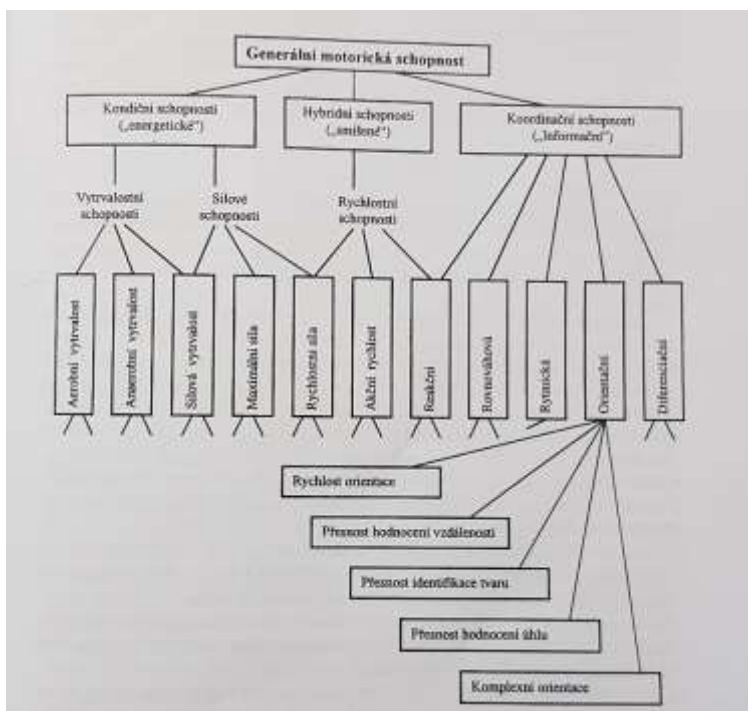 Generální motorická schopnost
Kondiční schopnosti
(„energetické")
Hybridní schopnosti
(„smíšené")
Koordinační schopnosti
(„Informační")
Vytrvalostní
schopnosti
Silové
schopnosti
Rychlostní
schopnosti
Aerobní vytrvalost
Anaerobní vytrvalost
Silová vytrvalost
Maximální síla
Rychlostní síla
Akční rychlost
Reakční
Rovnováhová
Rytmická
Orientační
Diferenciační
Rychlost orientace
Přesnost hodnocení vzdálenosti
Přesnost identifikace tvaru
Přesnost hodnocení úhlu
Komplexní orientace